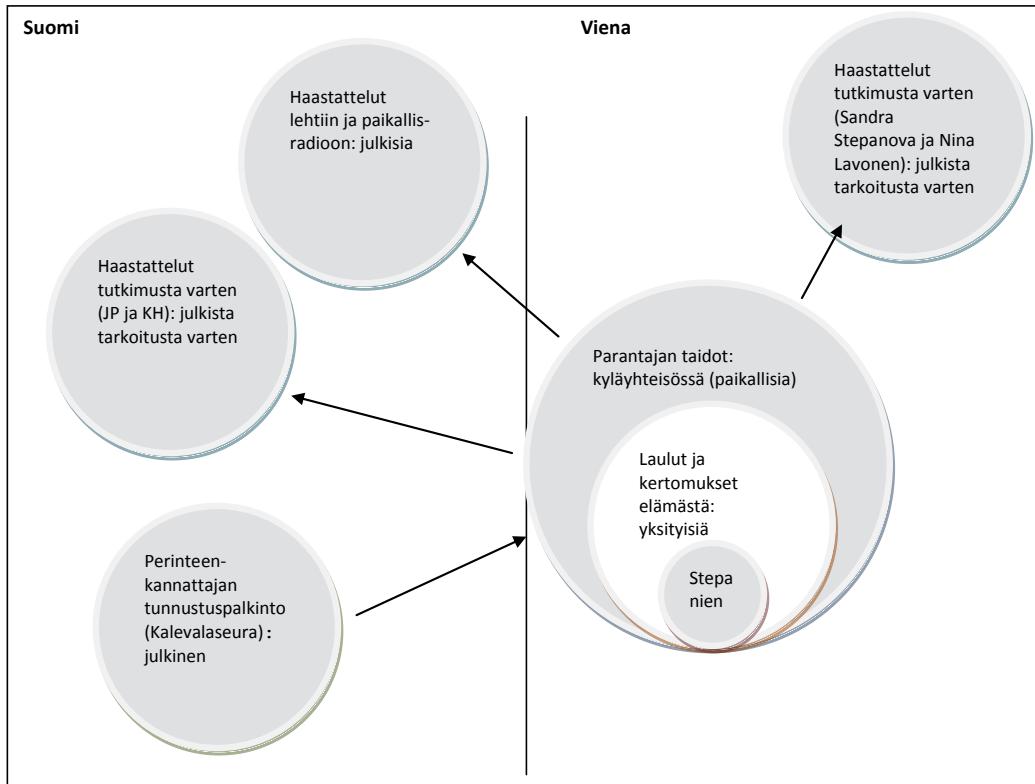 Suomi
Viena
Haastattelut
lehtiin ja paikallis-
radioon: julkisia
Haastattelut
tutkimusta varten
(Sandra
Stepanova ja Nina
Lavonen): julkista
tarkoitusta varten
Haastattelut
tutkimusta varten
(JP ja KH): julkista
tarkoitusta varten
Parantajan taidot:
kyläyhteisössä (paikallisia)
Laulut ja
kertomukset
elämästä:
yksityisiä
Stepa
nien
Perinteen-
kannattajan
tunnustuspalkinto
(Kalevalaseura) :
julkinen